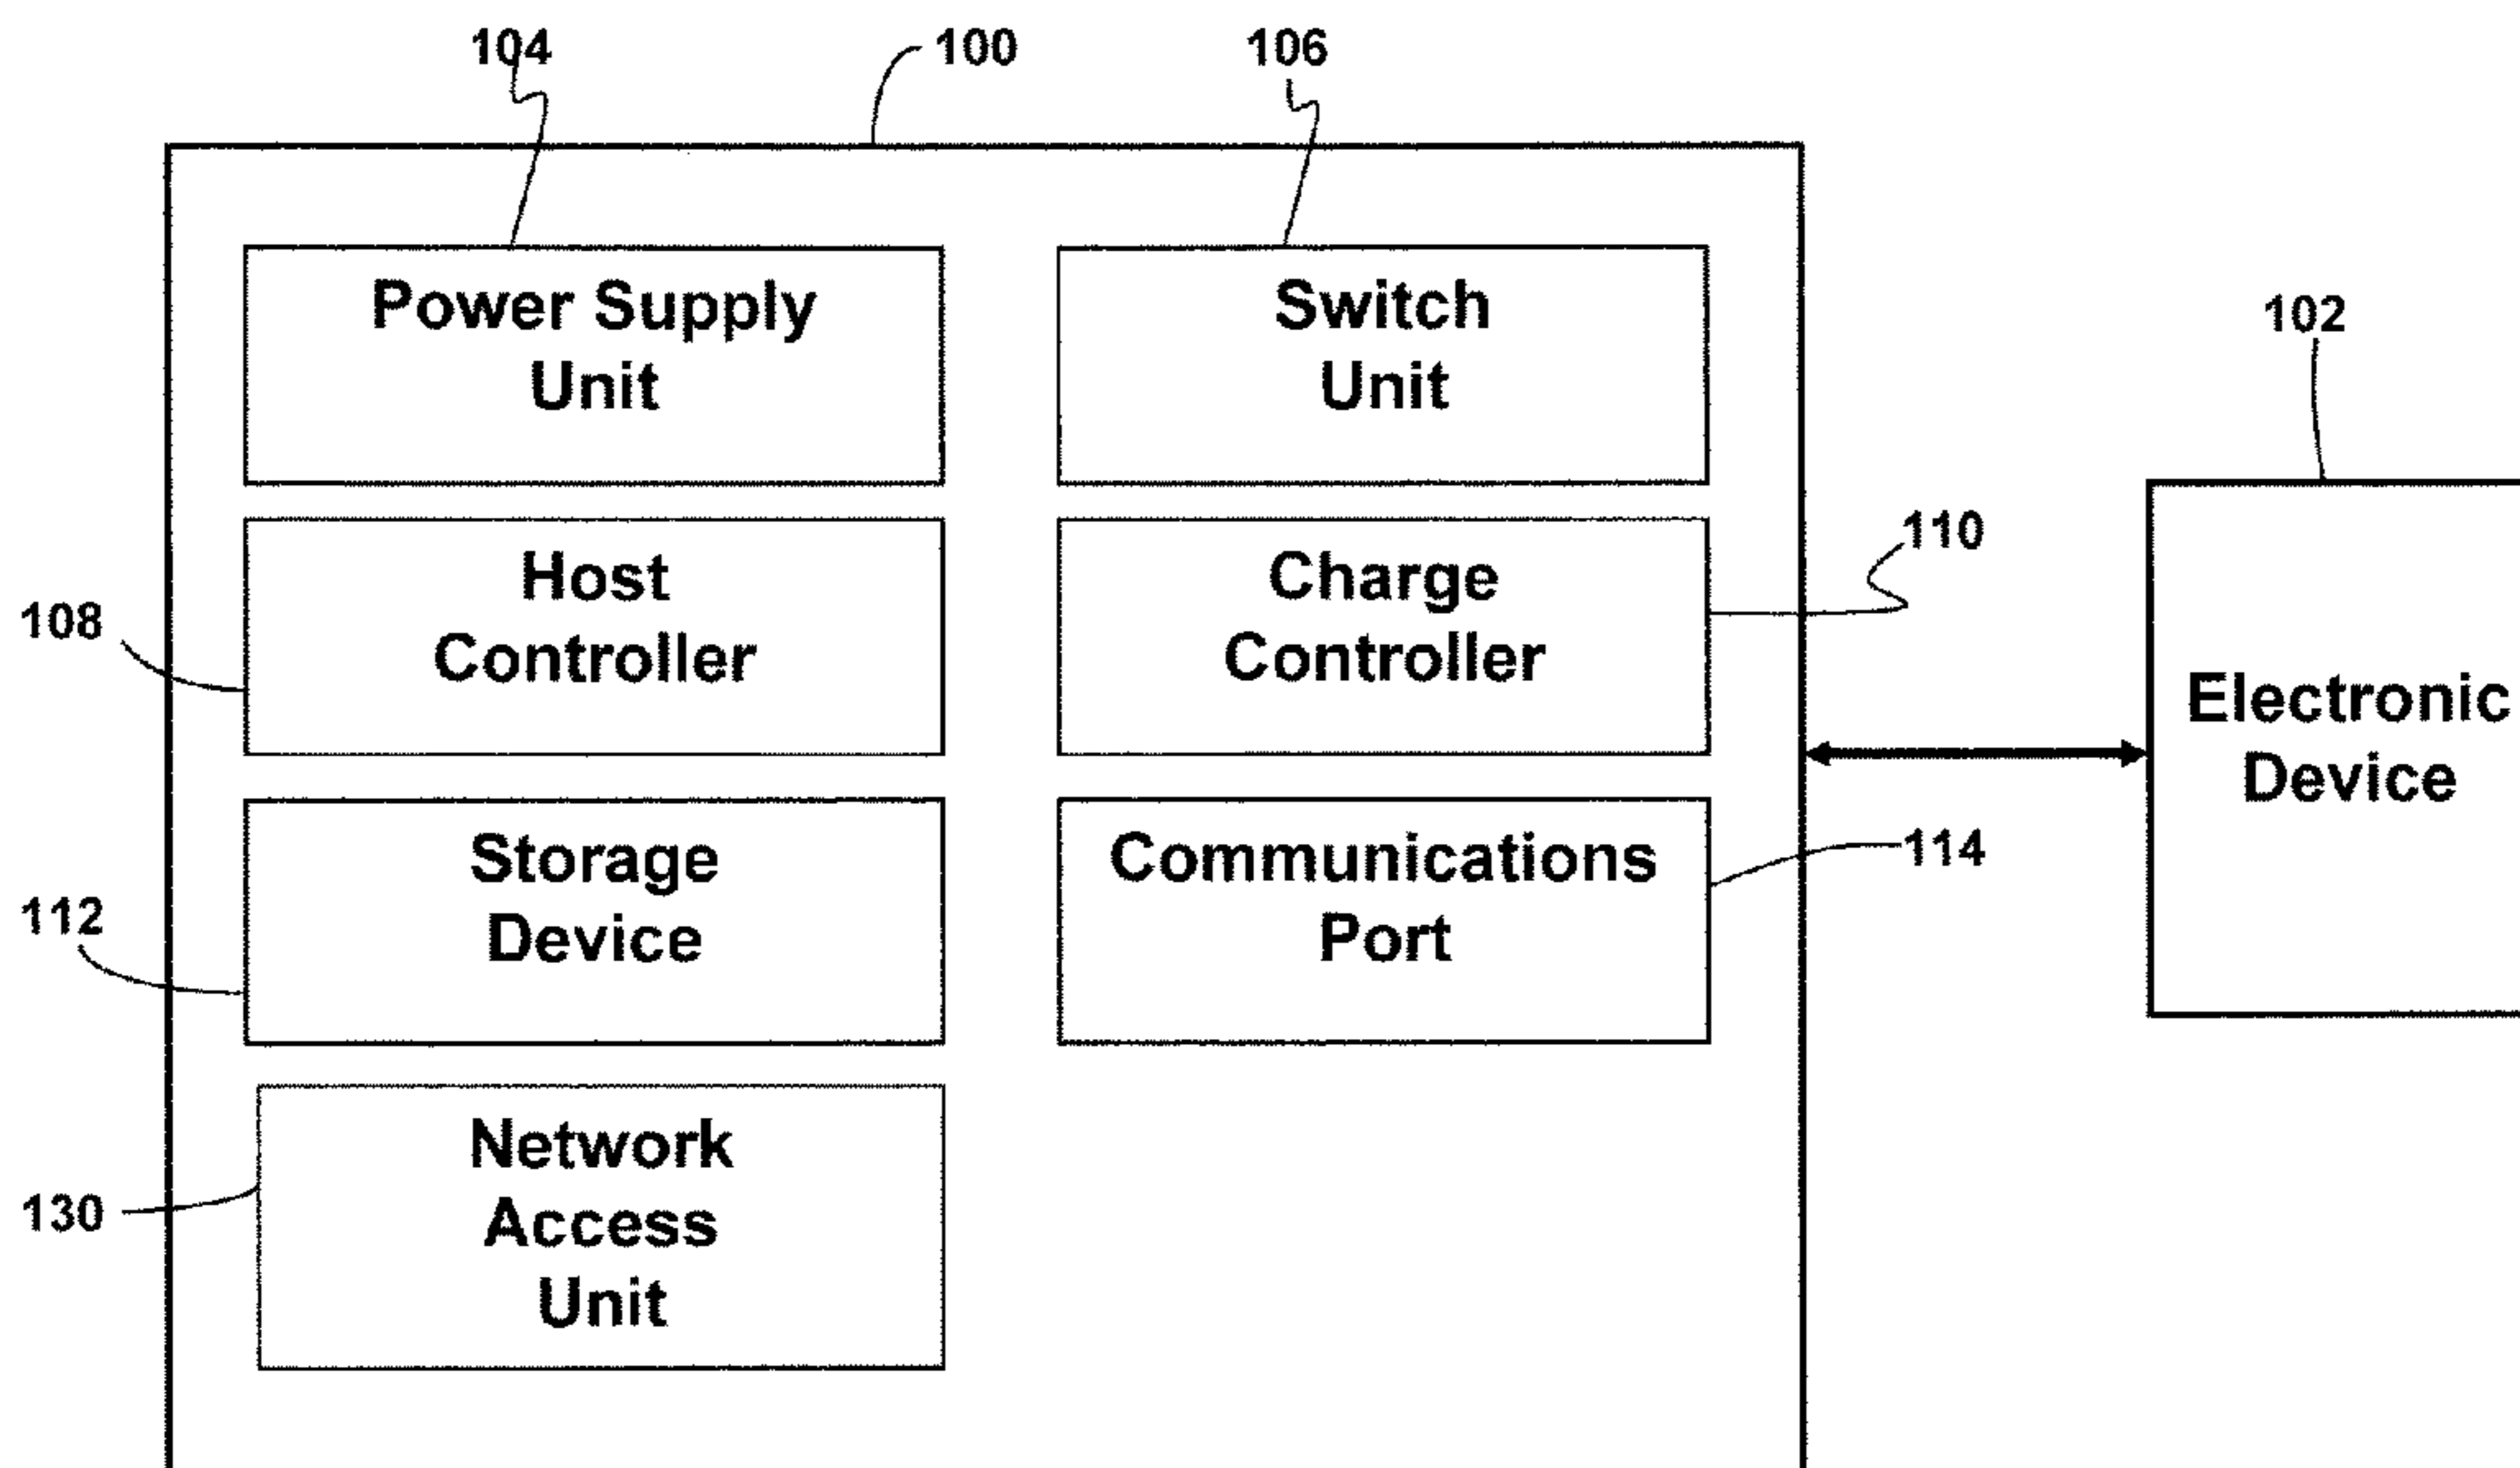 104
100
106
Power Supply
Unit
Switch
Unit
102
Host
Controller
Charge
Controller
110
108
Electronic
Device
Storage
Device
Communications
Port
114
112
Network
Access
Unit
130